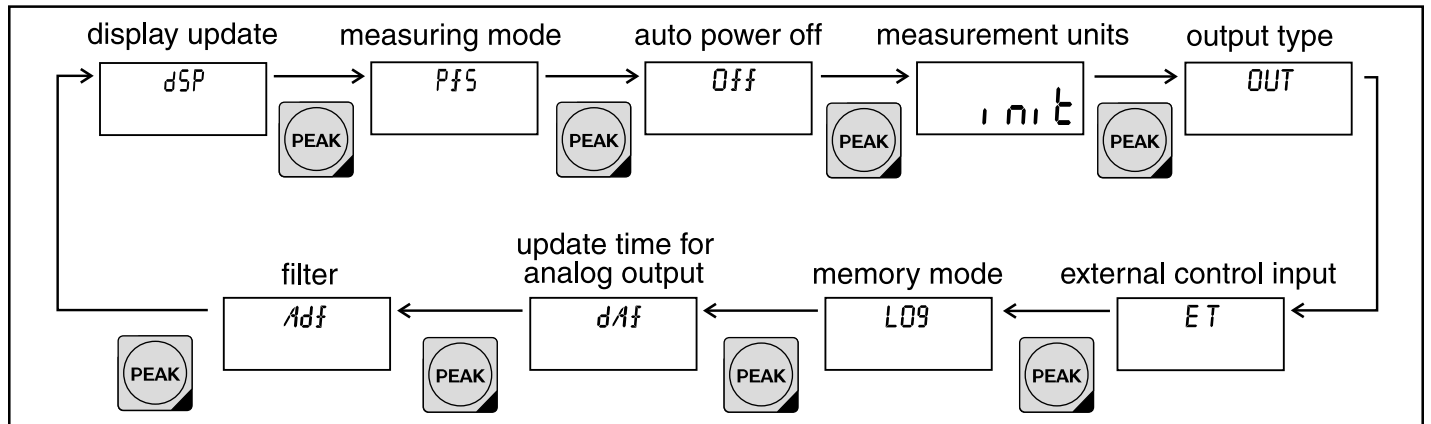 display update
dSP
PEAK
measuring mode
PfS
PEAK
auto power off
Off
PEAK
measurement units
init
PEAK
output type
OUT
external control input
ET
PEAK
memory mode
LOg
PEAK
update time for
analog output
dAf
PEAK
filter
Adf
PEAK